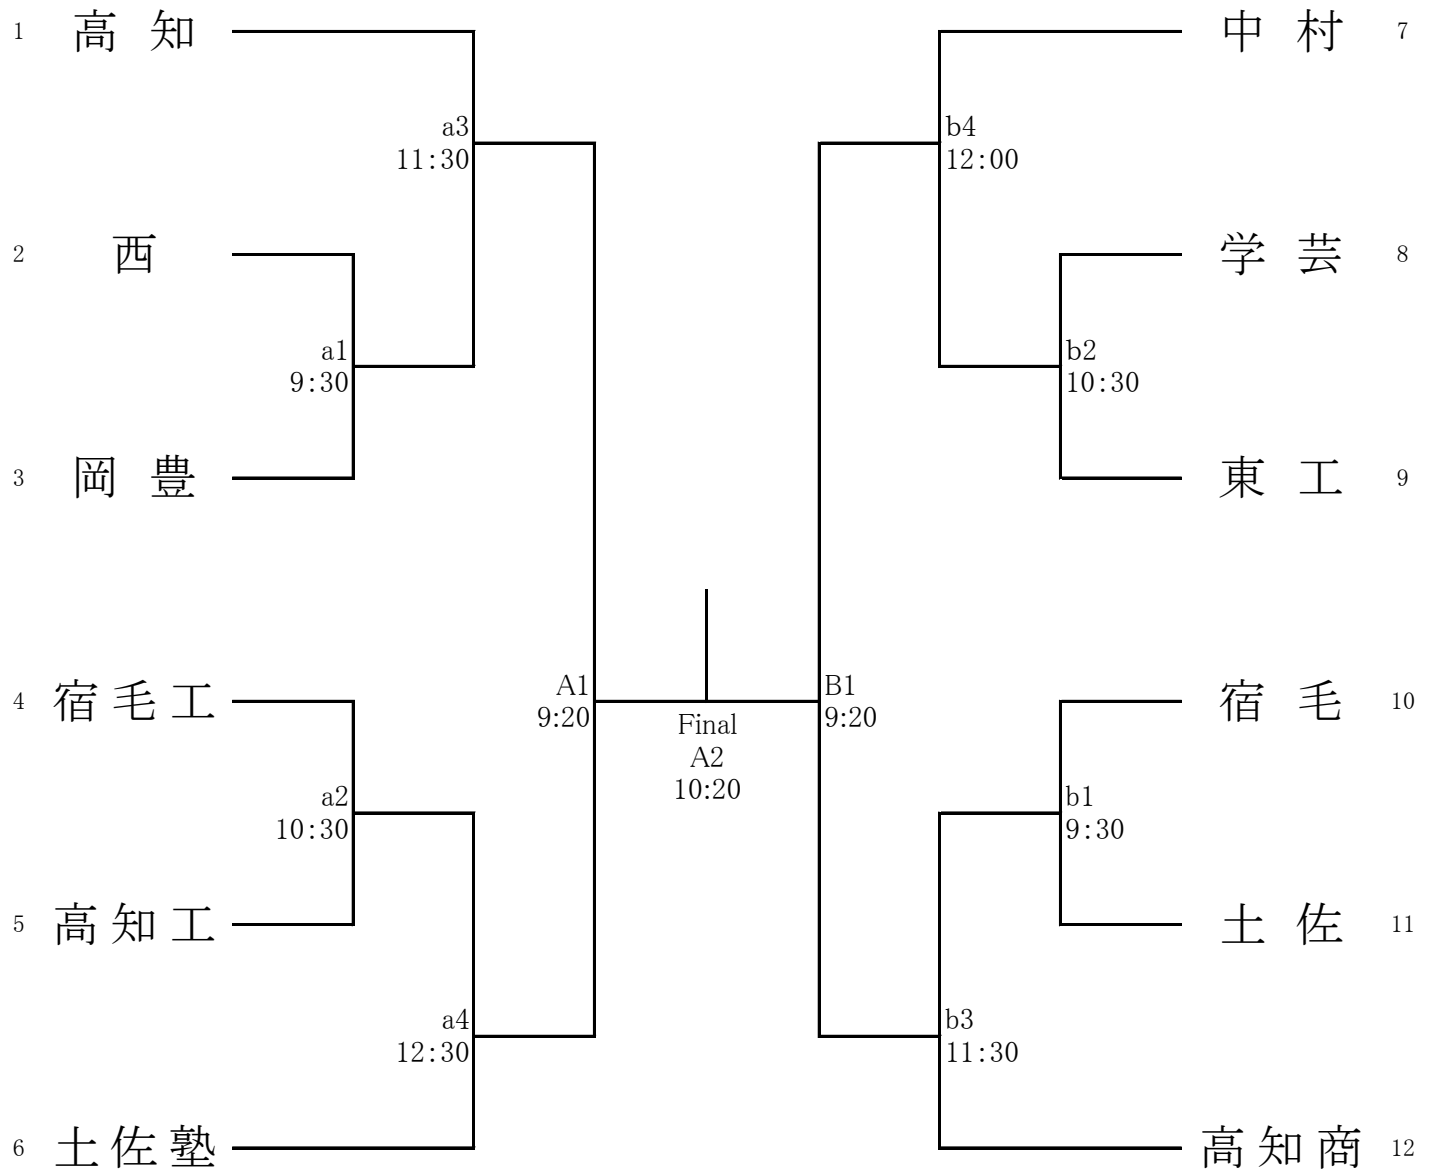 1 高知
a3
11:30
2 西
a1
9:30
3 岡豊
4 宿毛工
a2
10:30
5 高知工
a4
12:30
6 土佐塾
A1
9:20
Final
A2
10:20
B1
9:20
中村 7
b4
12:00
学芸 8
b2
10:30
東工 9
宿毛 10
b1
9:30
土佐 11
b3
11:30
高知商 12